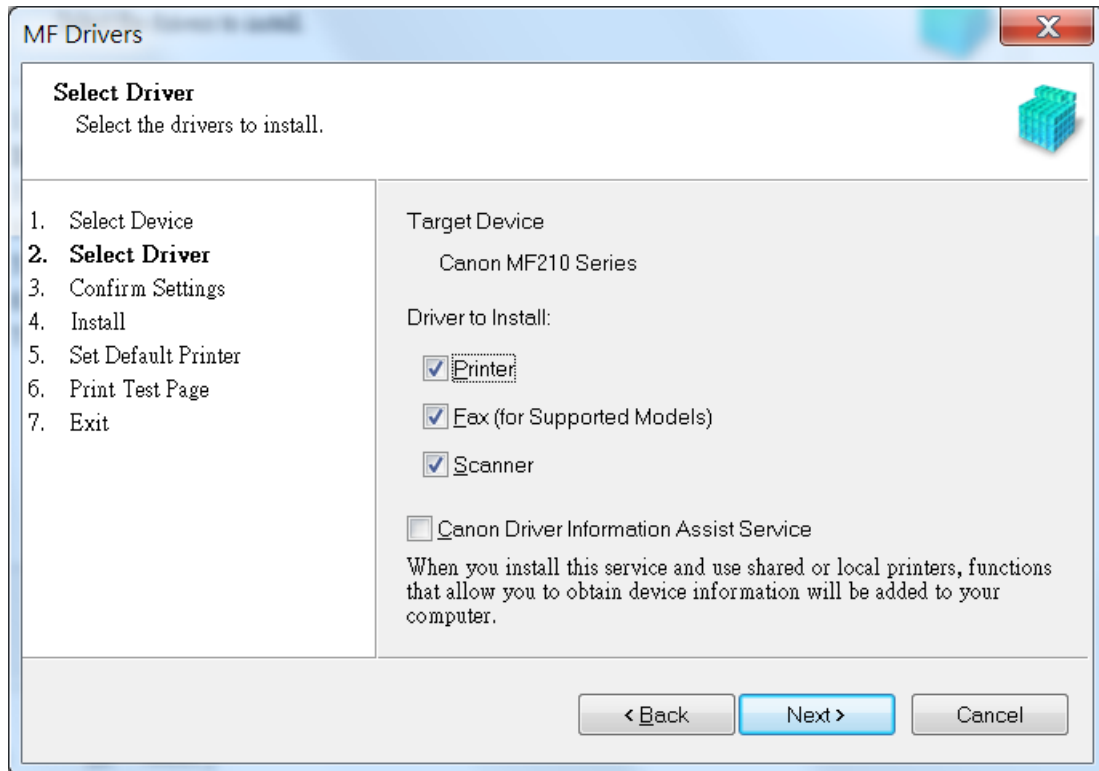 MF Drivers
Select Driver
Select the drivers to install.
1. Select Device
2. Select Driver
3. Confirm Settings
4. Install
5. Set Default Printer
6. Print Test Page
7. Exit
Target Device
Canon MF210 Series
Driver to Install:
Printer
Fax (for Supported Models)
Scanner
Canon Driver Information Assist Service
When you install this service and use shared or local printers, functions
that allow you to obtain device information will be added to your
computer.
< Back
Next >
Cancel